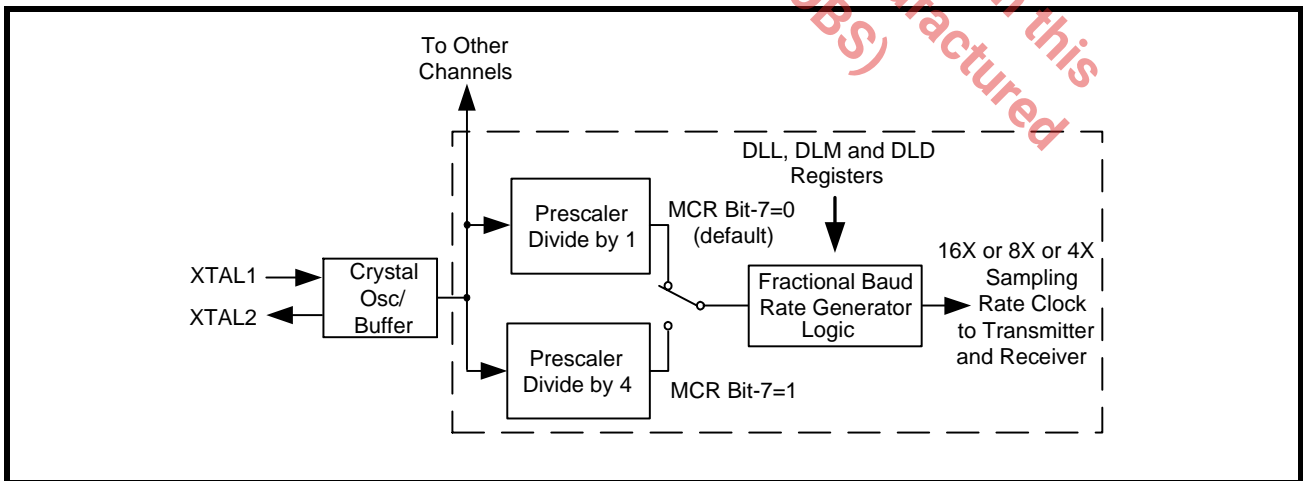 To Other
Channels
DLL, DLM and DLD
Registers
Prescaler
Divide by 1
MCR Bit-7=0
(default)
16X or 8X or 4X
Sampling
Rate Clock
to Transmitter
and Receiver
XTAL1
XTAL2
Crystal
Osc/
Buffer
Fractional Baud
Rate Generator
Logic
Prescaler
Divide by 4
MCR Bit-7=1
this
OBS)